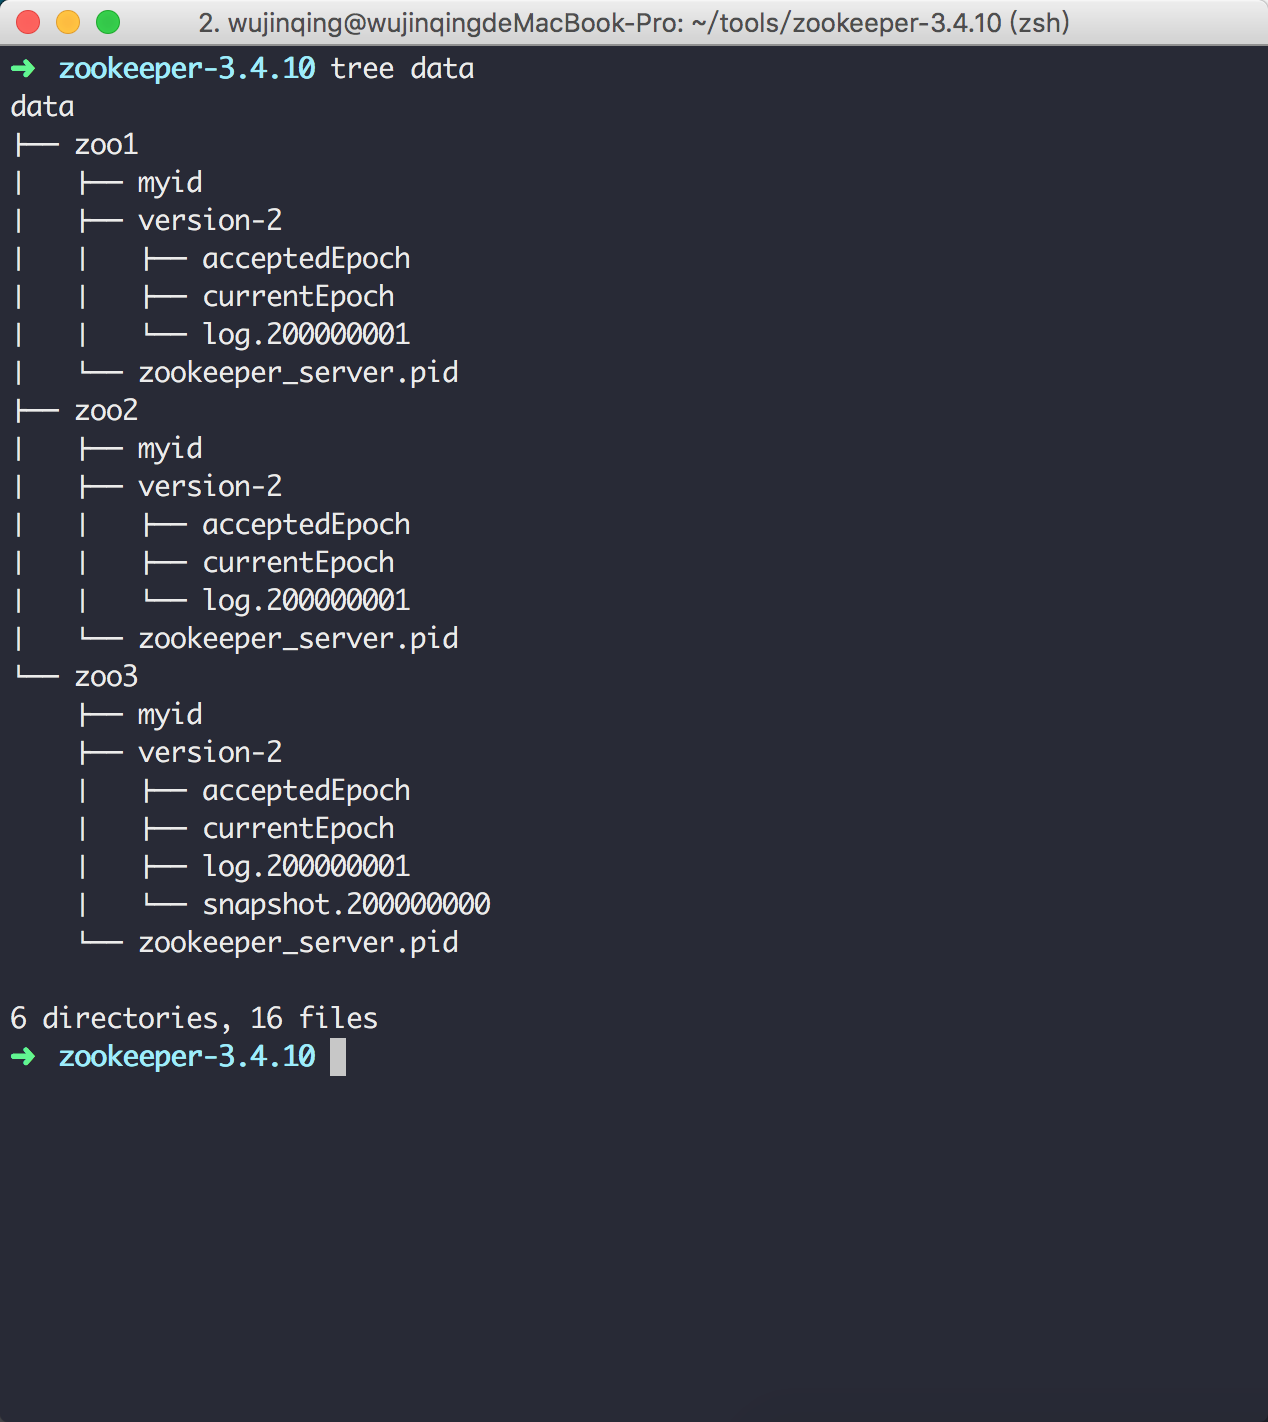 2. wujinqing@wujinqingdeMacBook-Pro: ~/tools/zookeeper-3.4.10 (zsh)
➜  zookeeper-3.4.10 tree data
data
├── zoo1
│   ├── myid
│   ├── version-2
│   │   ├── acceptedEpoch
│   │   ├── currentEpoch
│   │   └── log.200000001
│   └── zookeeper_server.pid
├── zoo2
│   ├── myid
│   ├── version-2
│   │   ├── acceptedEpoch
│   │   ├── currentEpoch
│   │   └── log.200000001
│   └── zookeeper_server.pid
└── zoo3
    ├── myid
    ├── version-2
    │   ├── acceptedEpoch
    │   ├── currentEpoch
    │   ├── log.200000001
    │   └── snapshot.200000000
    └── zookeeper_server.pid
6 directories, 16 files
➜  zookeeper-3.4.10